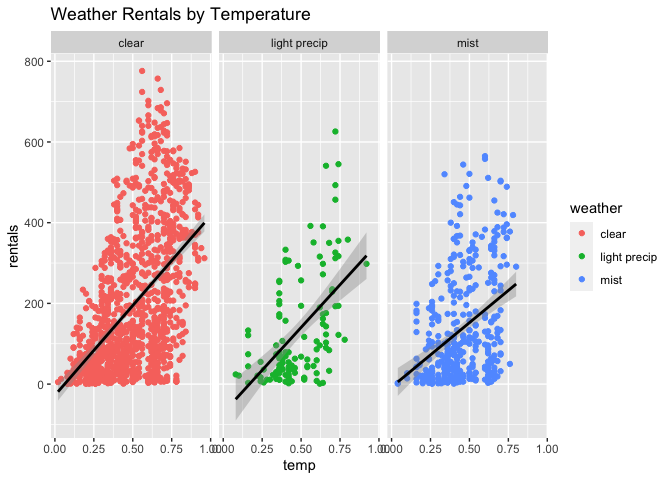 Weather Rentals by Temperature
clear
light precip
mist
800
600
400
200
0
rentals
0.00 0.25 0.50 0.75 1.00
0.00 0.25 0.50 0.75 1.00
0.00 0.25 0.50 0.75 1.00
temp
weather
clear
light precip
mist